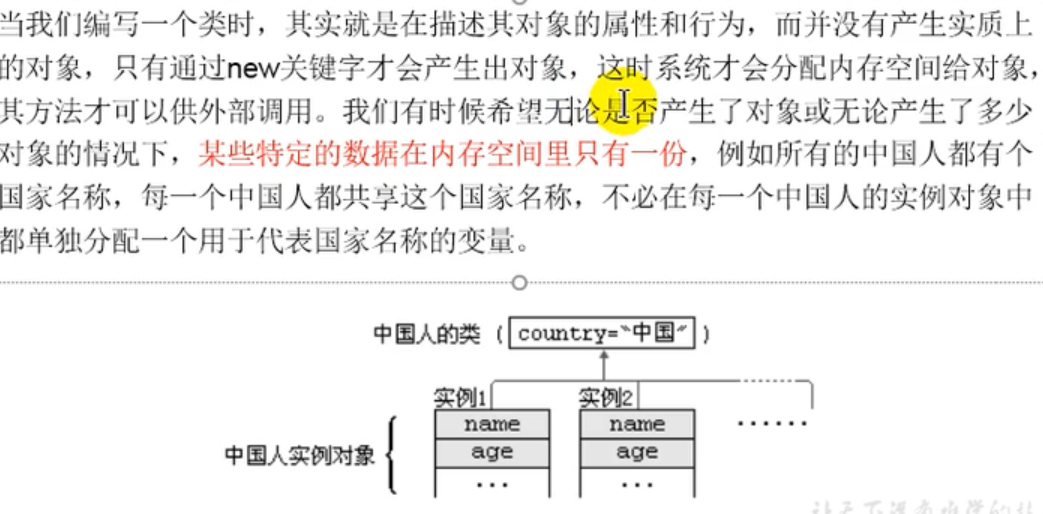 当我们编写一个类时，其实就是在描述其对象的属性和行为，而并没有产生实质上
的对象，只有通过new关键字才会产生出对象，这时系统才会分配内存空间给对象，
其方法才可以供外部调用。我们有时候希望无论是否产生了对象或无论产生了多少
对象的情况下，某些特定的数据在内存空间里只有一份，例如所有的中国人都有个
国家名称，每一个中国人都共享这个国家名称，不必在每一个中国人的实例对象中
都单独分配一个用于代表国家名称的变量。
中国人的类 ( country=“中国” )
实例1 实例2
name name ······
中国人实例对象 age age
··· ···